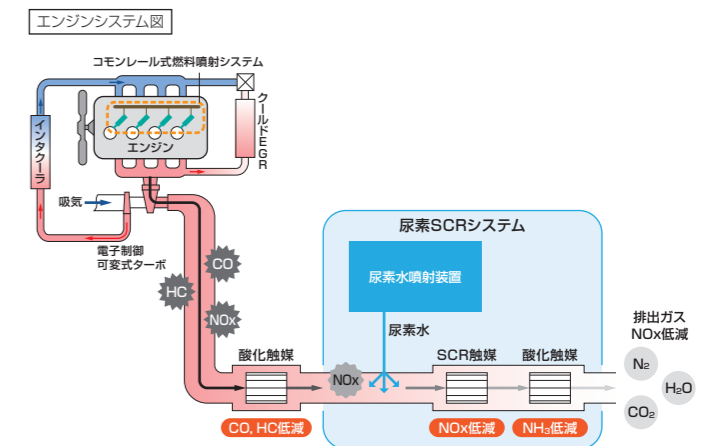 エンジンシステム図
コモンレール式燃料噴射システム
クールドEGR
インタクーラ
エンジン
吸気
電子制御
可変式ターボ
CO
HC
NOx
尿素SCRシステム
尿素水噴射装置
尿素水
排出ガス
NOx低減
酸化触媒
NOx
SCR触媒
酸化触媒
N₂
H₂O
CO₂
CO, HC低減
NOx低減
NH₃低減